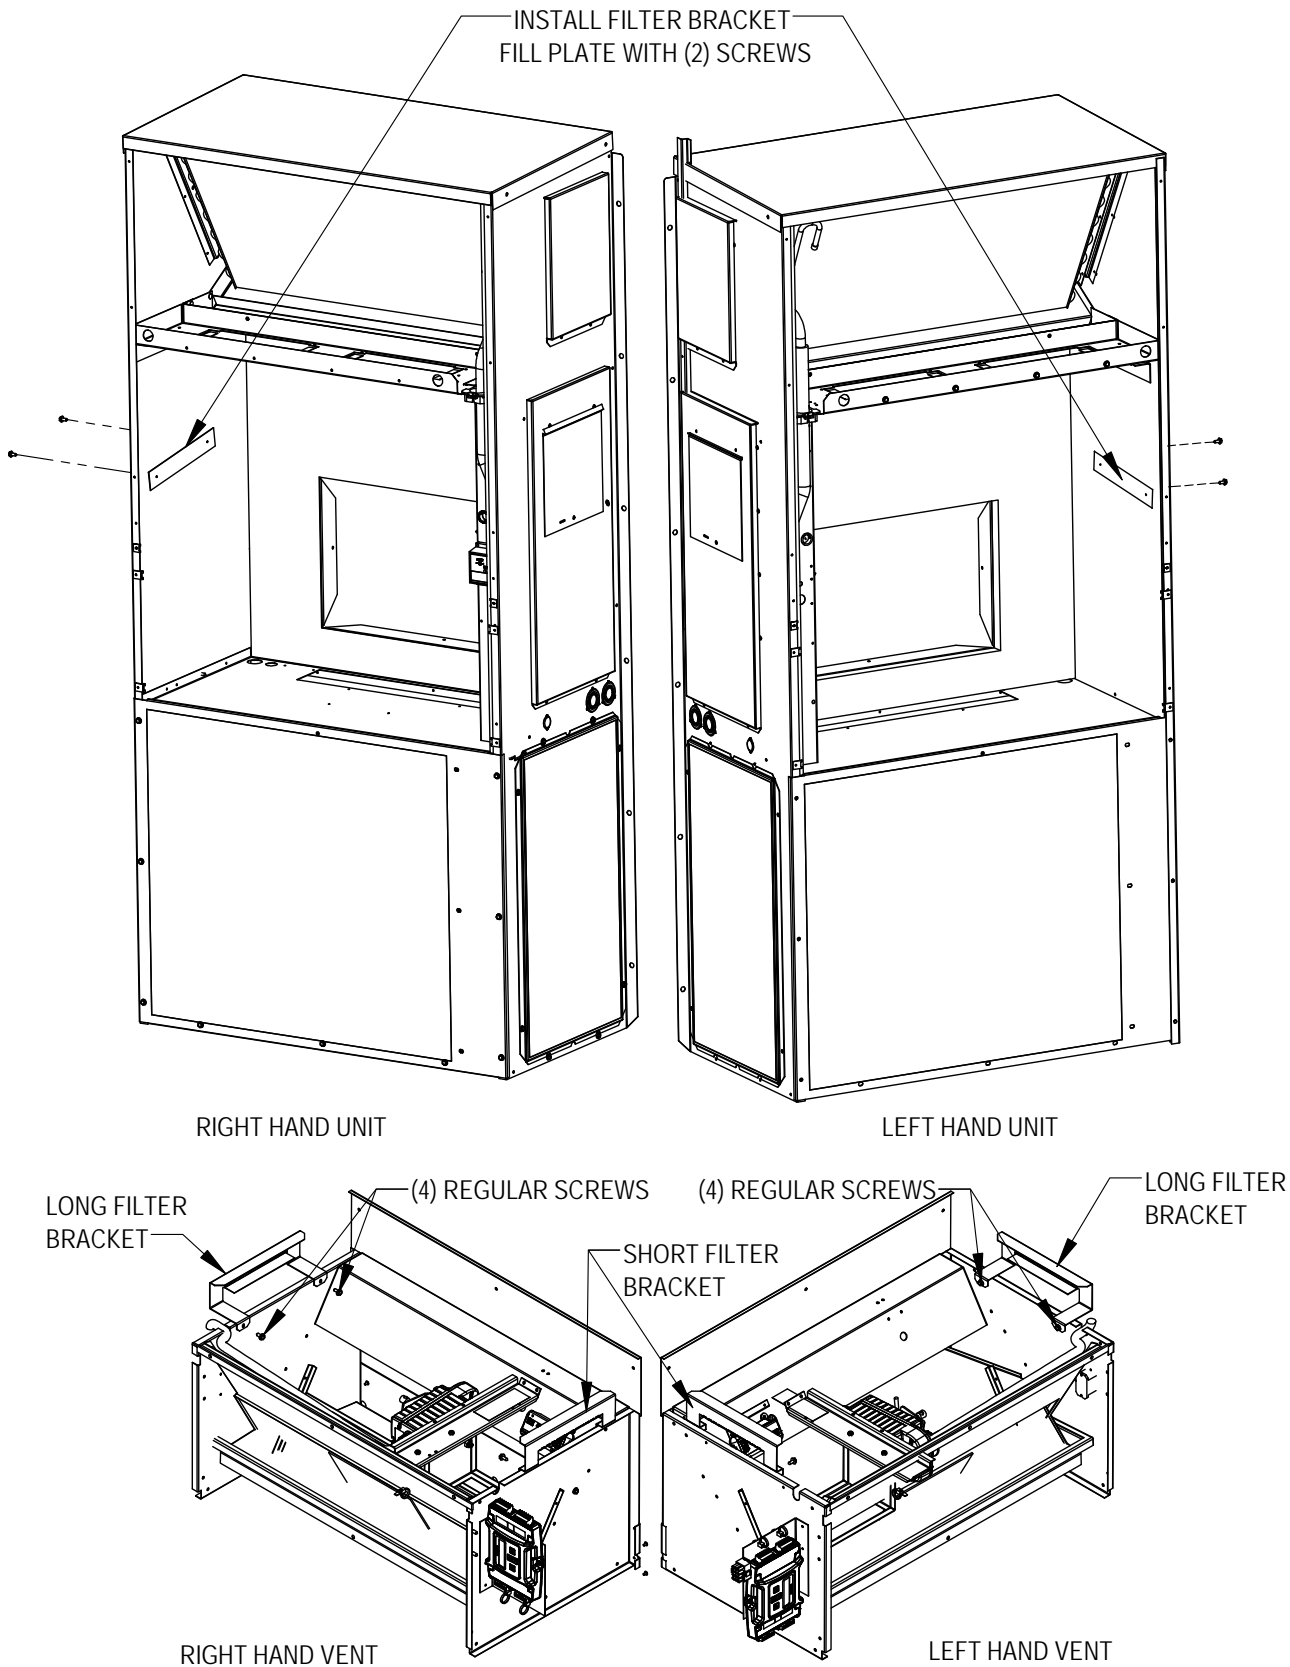 INSTALL FILTER BRACKET
FILL PLATE WITH (2) SCREWS
RIGHT HAND UNIT
LEFT HAND UNIT
LONG FILTER
BRACKET
(4) REGULAR SCREWS
(4) REGULAR SCREWS
LONG FILTER
BRACKET
SHORT FILTER
BRACKET
RIGHT HAND VENT
LEFT HAND VENT